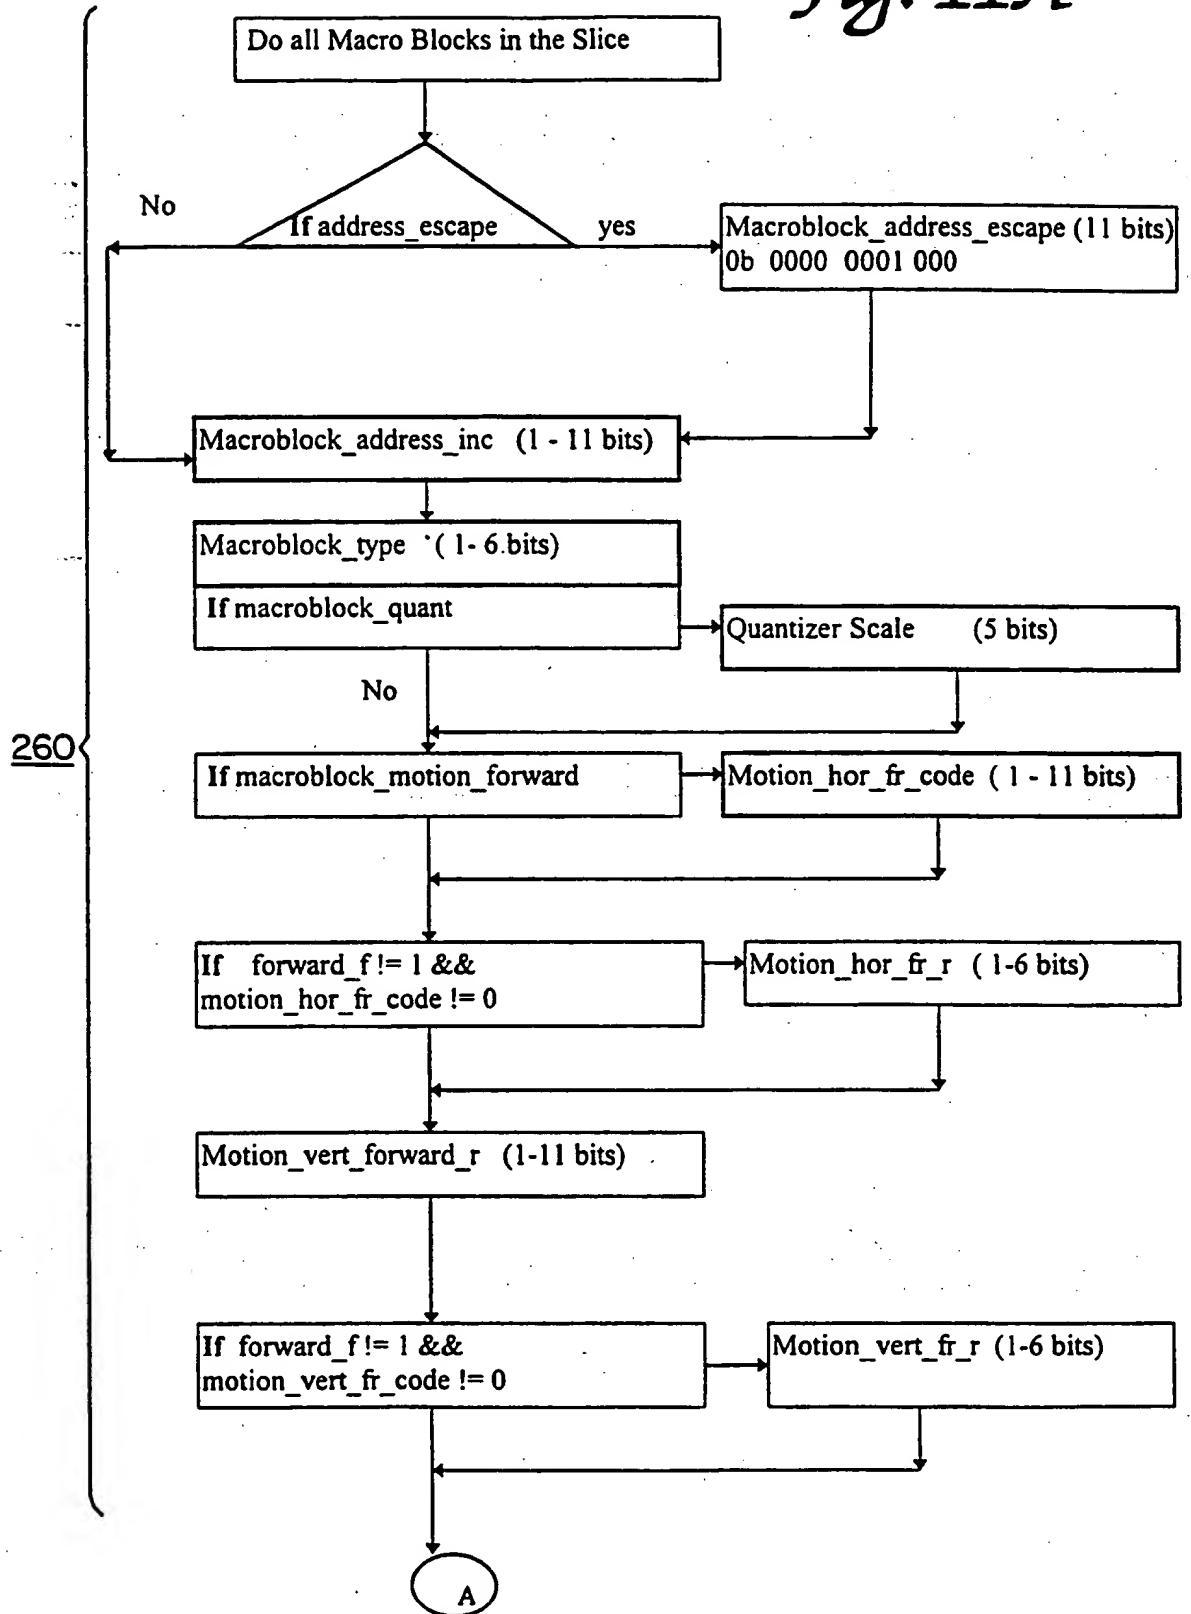 Fig. 11A
Do all Macro Blocks in the Slice
No
If address_escape
yes
Macroblock_address_escape (11 bits)
0b 0000 0001 000
Macroblock_address_inc (1 - 11 bits)
Macroblock_type ( 1- 6.bits)
If macroblock_quant
Quantizer Scale (5 bits)
No
260
If macroblock_motion_forward
Motion_hor_fr_code ( 1 - 11 bits)
If forward_f != 1 &&
motion_hor_fr_code != 0
Motion_hor_fr_r ( 1-6 bits)
Motion_vert_forward_r (1-11 bits)
If forward_f != 1 &&
motion_vert_fr_code != 0
Motion_vert_fr_r (1-6 bits)
A